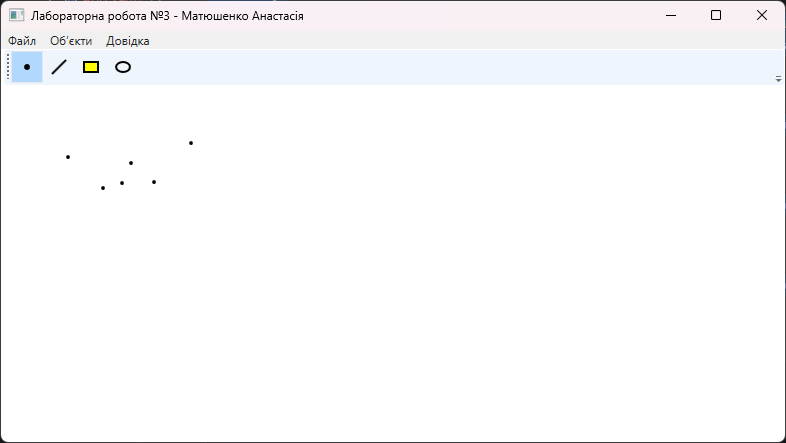 Лабораторна робота №3 - Матюшенко Анастасія
Файл Об'єкти Довідка